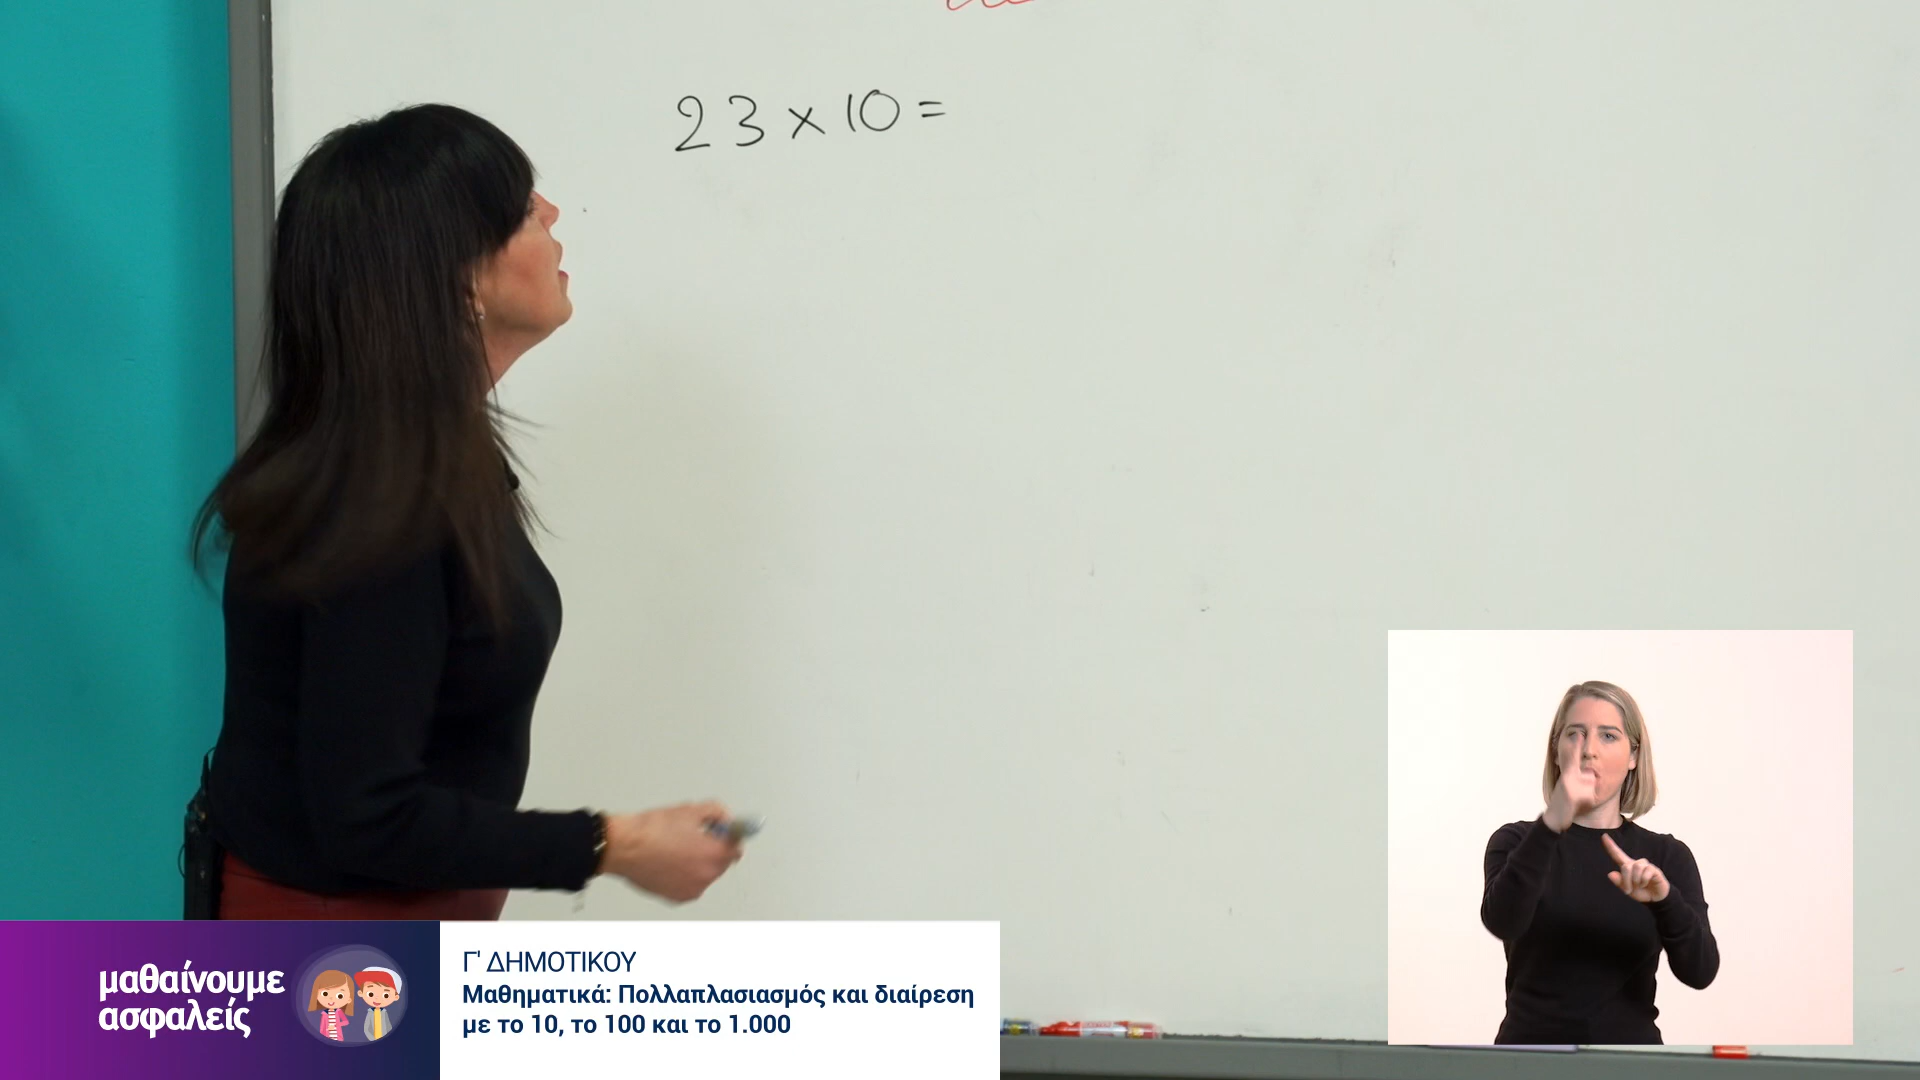 23 x 10 =
μαθαίνουμε
ασφαλείς
Γ' ΔΗΜΟΤΙΚΟΥ
Μαθηματικά: Πολλαπλασιασμός και διαίρεση
με το 10, το 100 και το 1.000